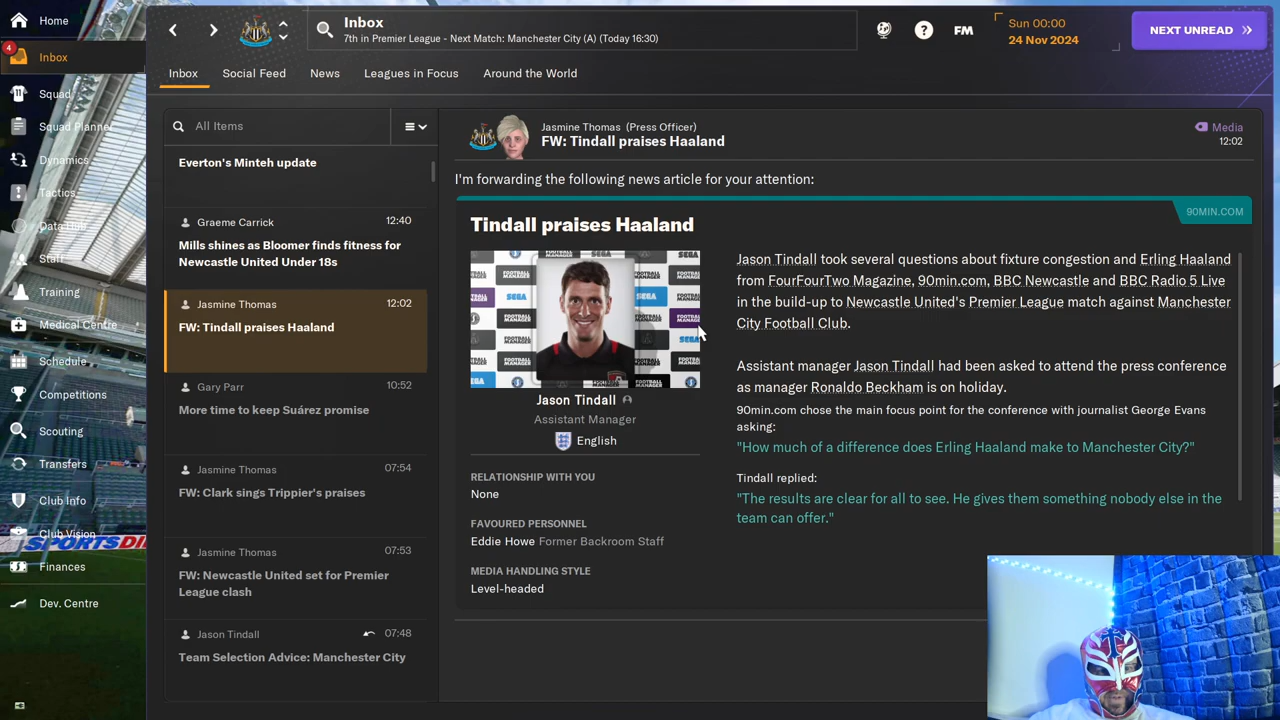 Home
4
Inbox
Squad
Squad Planner
Dynamics
Tactics
Data Hub
Staff
Training
Medical Centre
Schedule
Competitions
Scouting
Transfers
Club Info
Club Vision
SPORTS DI
Finances
Dev. Centre
Inbox
7th in Premier League - Next Match: Manchester City (A) (Today 16:30)
FM
Sun 00:00
24 Nov 2024
NEXT UNREAD
Inbox
Social Feed
News
Leagues in Focus
Around the World
All Items
Everton's Minteh update
Graeme Carrick
12:40
Mills shines as Bloomer finds fitness for
Newcastle United Under 18s
Jasmine Thomas
12:02
FW: Tindall praises Haaland
Gary Parr
10:52
More time to keep Suárez promise
Jasmine Thomas
07:54
FW: Clark sings Trippier's praises
Jasmine Thomas
07:53
FW: Newcastle United set for Premier
League clash
Jason Tindall
07:48
Team Selection Advice: Manchester City
Jasmine Thomas (Press Officer)
FW: Tindall praises Haaland
Media
12:02
I'm forwarding the following news article for your attention:
Tindall praises Haaland
90MIN.COM
SEGA
FOOTBALL MANAGER
Jason Tindall
Assistant Manager
English
RELATIONSHIP WITH YOU
None
FAVOURED PERSONNEL
Eddie Howe Former Backroom Staff
MEDIA HANDLING STYLE
Level-headed
Jason Tindall took several questions about fixture congestion and Erling Haaland
from FourFourTwo Magazine, 90min.com, BBC Newcastle and BBC Radio 5 Live
in the build-up to Newcastle United's Premier League match against Manchester
City Football Club.
Assistant manager Jason Tindall had been asked to attend the press conference
as manager Ronaldo Beckham is on holiday.
90min.com chose the main focus point for the conference with journalist George Evans
asking:
"How much of a difference does Erling Haaland make to Manchester City?"
Tindall replied:
"The results are clear for all to see. He gives them something nobody else in the
team can offer."